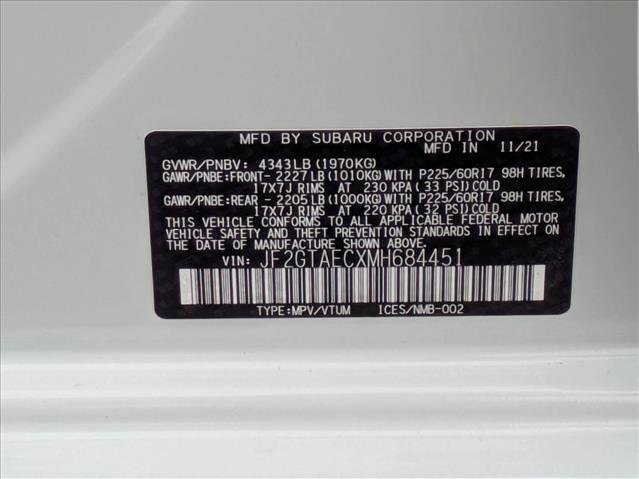 MFD BY SUBARU CORPORATION
MFD IN 11/21
GVWR/PNBV: 4343LB(1970KG)
GAWR/PNBE:FRONT- 2227LB(1010KG)WITH P225/60R17 98H TIRES,
17X7J RIMS AT 230 KPA(33 PSI)COLD
GAWR/PNBE:REAR - 2205LB(1000KG)WITH P225/60R17 98H TIRES,
17X7J RIMS AT 220 KPA(32 PSI)COLD
THIS VEHICLE CONFORMS TO ALL APPLICABLE FEDERAL MOTOR
VEHICLE SAFETY AND THEFT PREVENTION STANDARDS IN EFFECT ON
THE DATE OF MANUFACTURE SHOWN ABOVE.
VIN: JF2GTAECXMH684451
TYPE:MPV/VTUM ICES/NMB-002